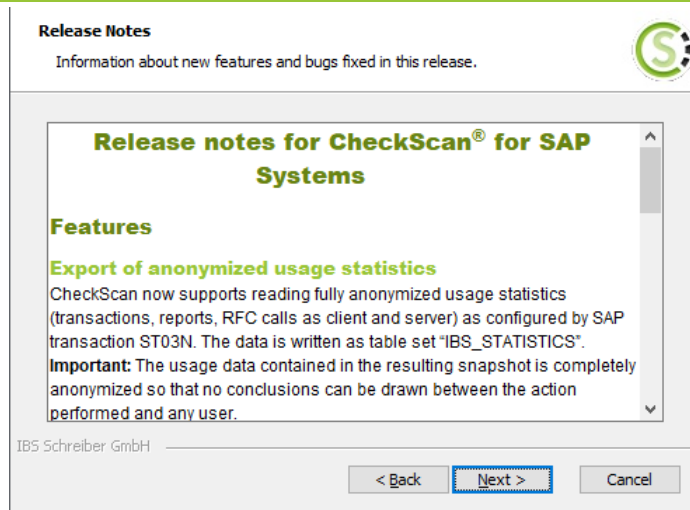 Release Notes
Information about new features and bugs fixed in this release.
S
Release notes for CheckScan® for SAP
Systems
Features
Export of anonymized usage statistics
CheckScan now supports reading fully anonymized usage statistics
(transactions, reports, RFC calls as client and server) as configured by SAP
transaction ST03N. The data is written as table set “IBS_STATISTICS”.
Important: The usage data contained in the resulting snapshot is completely
anonymized so that no conclusions can be drawn between the action
performed and any user.
IBS Schreiber GmbH
< Back Next > Cancel